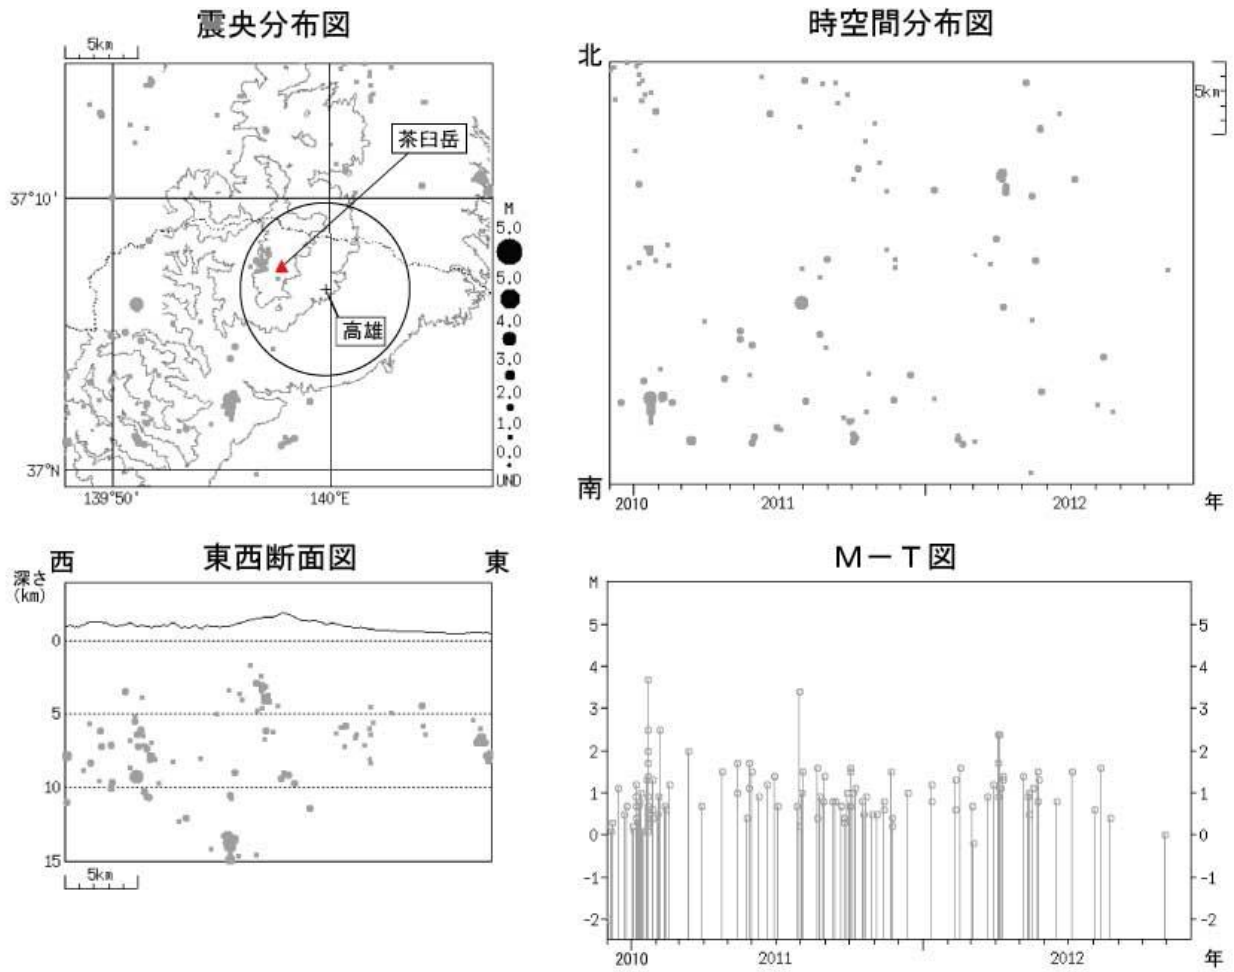 震央分布図
5km
茶臼岳
37°10'
高雄
37°N
139°50'
140°E
M
5.0
5.0
4.0
3.0
2.0
1.0
0.0
UND
時空間分布図
北
5km
南
2010
2011
2012
年
東西断面図
西
東
深さ
(km)
0
5
10
15
5km
M－T図
M
5
5
4
4
3
3
2
2
1
1
0
0
-1
-1
-2
-2
2010
2011
2012
年